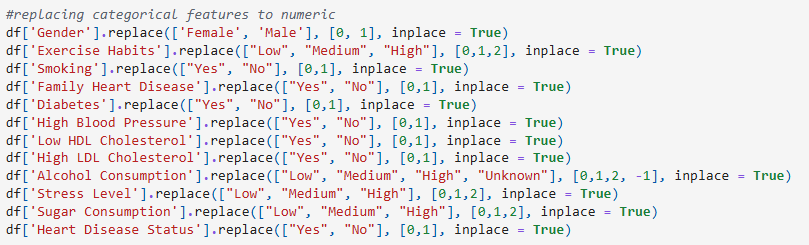 #replacing categorical features to numeric
df['Gender'].replace(['Female', 'Male'], [0, 1], inplace = True)
df['Exercise Habits'].replace(["Low", "Medium", "High"], [0,1,2], inplace = True)
df['Smoking'].replace(["Yes", "No"], [0,1], inplace = True)
df['Family Heart Disease'].replace(["Yes", "No"], [0,1], inplace = True)
df['Diabetes'].replace(["Yes", "No"], [0,1], inplace = True)
df['High Blood Pressure'].replace(["Yes", "No"], [0,1], inplace = True)
df['Low HDL Cholesterol'].replace(["Yes", "No"], [0,1], inplace = True)
df['High LDL Cholesterol'].replace(["Yes", "No"], [0,1], inplace = True)
df['Alcohol Consumption'].replace(["Low", "Medium", "High", "Unknown"], [0,1,2, -1], inplace = True)
df['Stress Level'].replace(["Low", "Medium", "High"], [0,1,2], inplace = True)
df['Sugar Consumption'].replace(["Low", "Medium", "High"], [0,1,2], inplace = True)
df['Heart Disease Status'].replace(["Yes", "No"], [0,1], inplace = True)